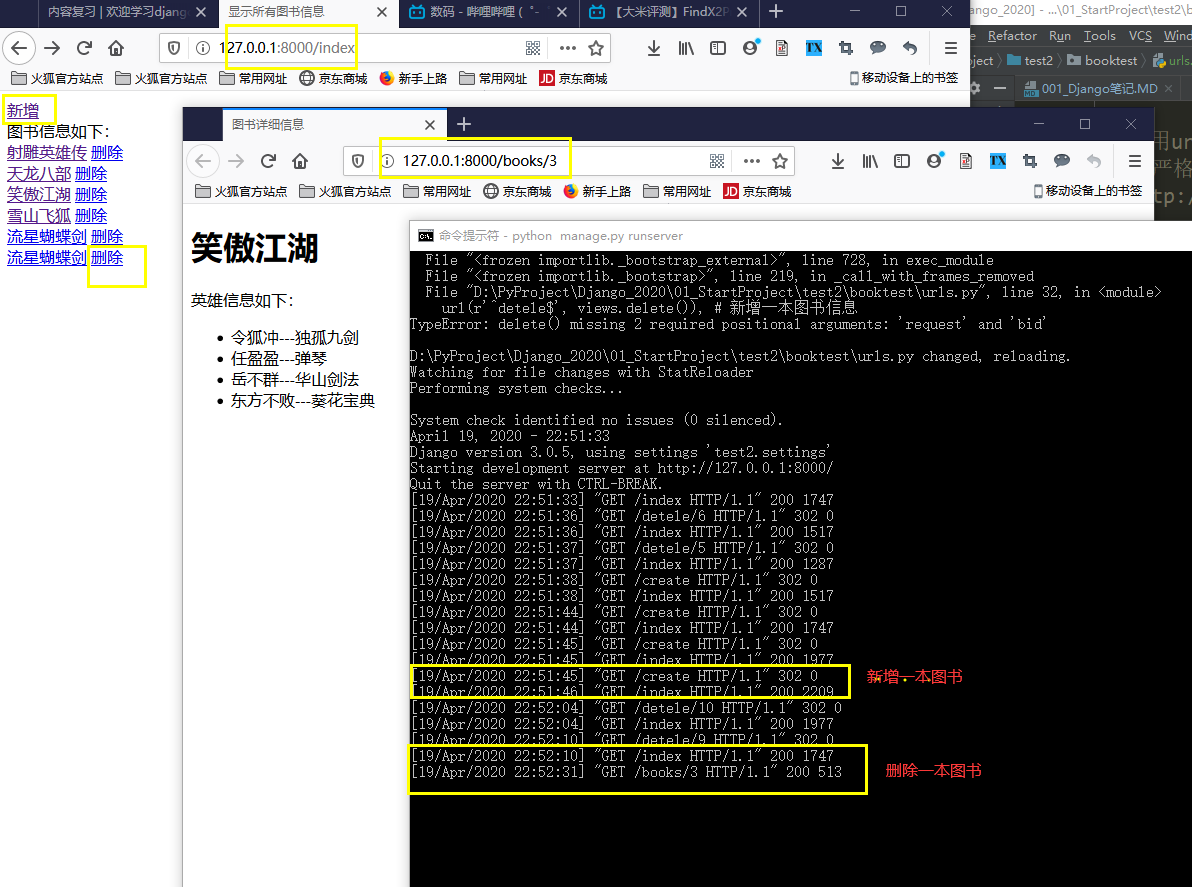 内容复习 | 欢迎学习djang
显示所有图书信息
数码 - 哔哩哔哩 ( ゜- ゜
【大米评测】FindX2P
ango_2020] - ...\01_StartProject\test2\b
127.0.0.1:8000/index
e Refactor Run Tools VCS Wind
oject test2 booktest urls.
001_Django笔记.MD
火狐官方站点 火狐官方站点 常用网址 京东商城 新手上路 常用网址 JD 京东商城 移动设备上的书签
新增
图书信息如下：
射雕英雄传 删除
天龙八部 删除
笑傲江湖 删除
雪山飞狐 删除
流星蝴蝶剑 删除
流星蝴蝶剑 删除
图书详细信息
127.0.0.1:8000/books/3
火狐官方站点 火狐官方站点 常用网址 京东商城 新手上路 常用网址 JD 京东商城 移动设备上的书签
用ur
严格
tp:/
笑傲江湖
英雄信息如下：
令狐冲---独孤九剑
任盈盈---弹琴
岳不群---华山剑法
东方不败---葵花宝典
命令提示符 - python manage.py runserver
File "<frozen importlib._bootstrap_external>", line 728, in exec_module
File "<frozen importlib._bootstrap>", line 219, in _call_with_frames_removed
File "D:\PyProject\Django_2020\01_StartProject\test2\booktest\urls.py", line 32, in <module>
url(r'^detele$', views.delete()), # 新增一本图书信息
TypeError: delete() missing 2 required positional arguments: 'request' and 'bid'
D:\PyProject\Django_2020\01_StartProject\test2\booktest\urls.py changed, reloading.
Watching for file changes with StatReloader
Performing system checks...
System check identified no issues (0 silenced).
April 19, 2020 - 22:51:33
Django version 3.0.5, using settings 'test2.settings'
Starting development server at http://127.0.0.1:8000/
Quit the server with CTRL-BREAK.
[19/Apr/2020 22:51:33] "GET /index HTTP/1.1" 200 1747
[19/Apr/2020 22:51:36] "GET /detele/6 HTTP/1.1" 302 0
[19/Apr/2020 22:51:36] "GET /index HTTP/1.1" 200 1517
[19/Apr/2020 22:51:37] "GET /detele/5 HTTP/1.1" 302 0
[19/Apr/2020 22:51:37] "GET /index HTTP/1.1" 200 1287
[19/Apr/2020 22:51:38] "GET /create HTTP/1.1" 302 0
[19/Apr/2020 22:51:38] "GET /index HTTP/1.1" 200 1517
[19/Apr/2020 22:51:44] "GET /create HTTP/1.1" 302 0
[19/Apr/2020 22:51:44] "GET /index HTTP/1.1" 200 1747
[19/Apr/2020 22:51:45] "GET /create HTTP/1.1" 302 0
[19/Apr/2020 22:51:45] "GET /index HTTP/1.1" 200 1977
[19/Apr/2020 22:51:45] "GET /create HTTP/1.1" 302 0
新增一本图书
[19/Apr/2020 22:51:46] "GET /index HTTP/1.1" 200 2209
[19/Apr/2020 22:52:04] "GET /detele/10 HTTP/1.1" 302 0
[19/Apr/2020 22:52:04] "GET /index HTTP/1.1" 200 1977
[19/Apr/2020 22:52:10] "GET /detele/9 HTTP/1.1" 302 0
[19/Apr/2020 22:52:10] "GET /index HTTP/1.1" 200 1747
[19/Apr/2020 22:52:31] "GET /books/3 HTTP/1.1" 200 513
删除一本图书